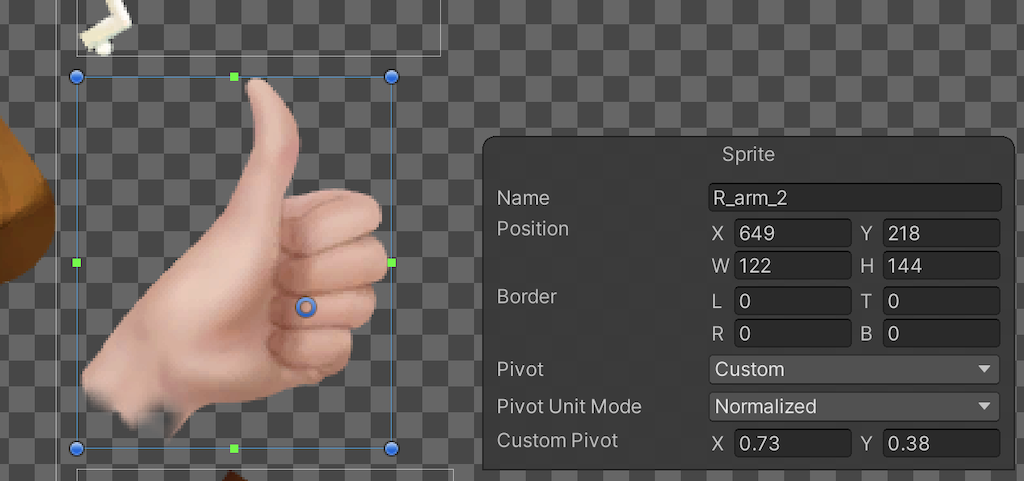 Sprite
Name R_arm_2
Position X 649 Y 218
W 122 H 144
Border L 0 T 0
R 0 B 0
Pivot Custom
Pivot Unit Mode Normalized
Custom Pivot X 0.73 Y 0.38